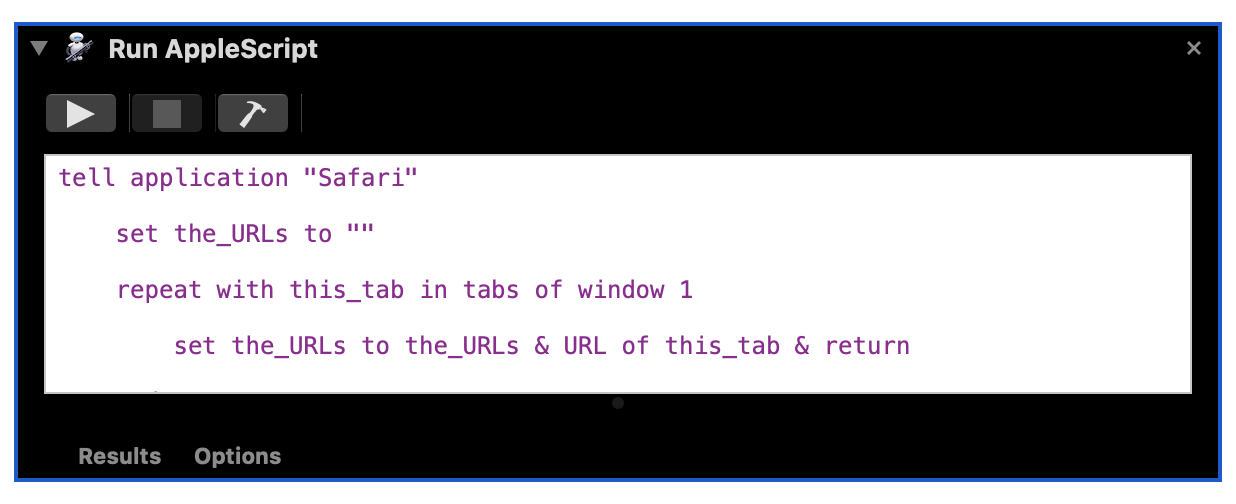 Run AppleScript
tell application "Safari"
set the_URLs to ""
repeat with this_tab in tabs of window 1
set the_URLs to the_URLs & URL of this_tab & return
Results Options